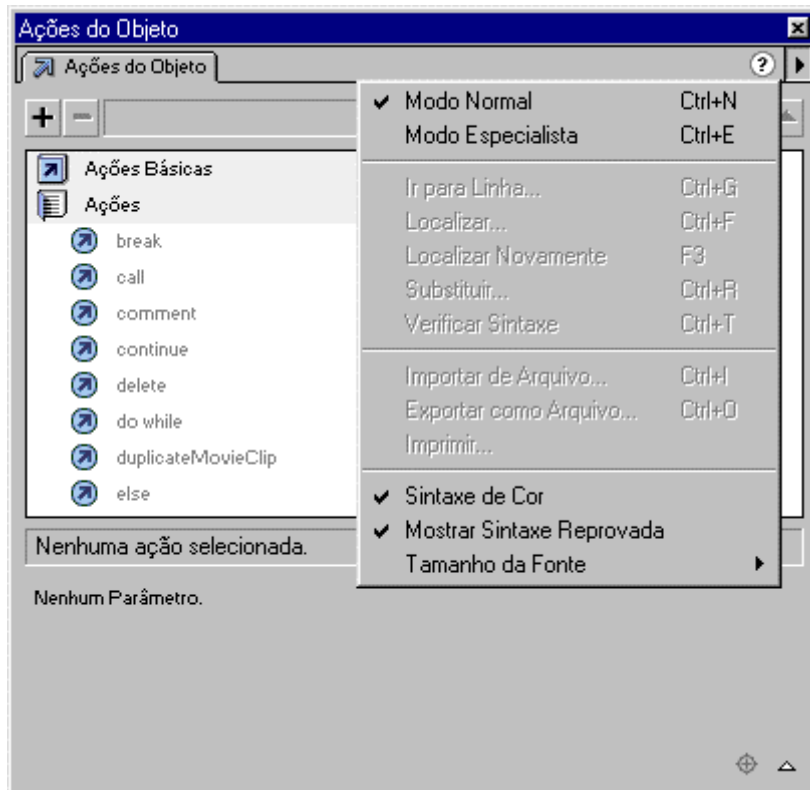 Ações do Objeto
Ações do Objeto ?
Modo Normal Ctrl+N
Modo Especialista Ctrl+E
Ir para Linha... Ctrl+G
Localizar... Ctrl+F
Localizar Novamente F3
Substituir... Ctrl+R
Verificar Sintaxe Ctrl+T
Importar de Arquivo... Ctrl+I
Exportar como Arquivo... Ctrl+O
Imprimir...
Sintaxe de Cor
Mostrar Sintaxe Reprovada
Tamanho da Fonte
Ações Básicas
Ações
break
call
comment
continue
delete
do while
duplicateMovieClip
else
Nenhuma ação selecionada.
Nenhum Parâmetro.